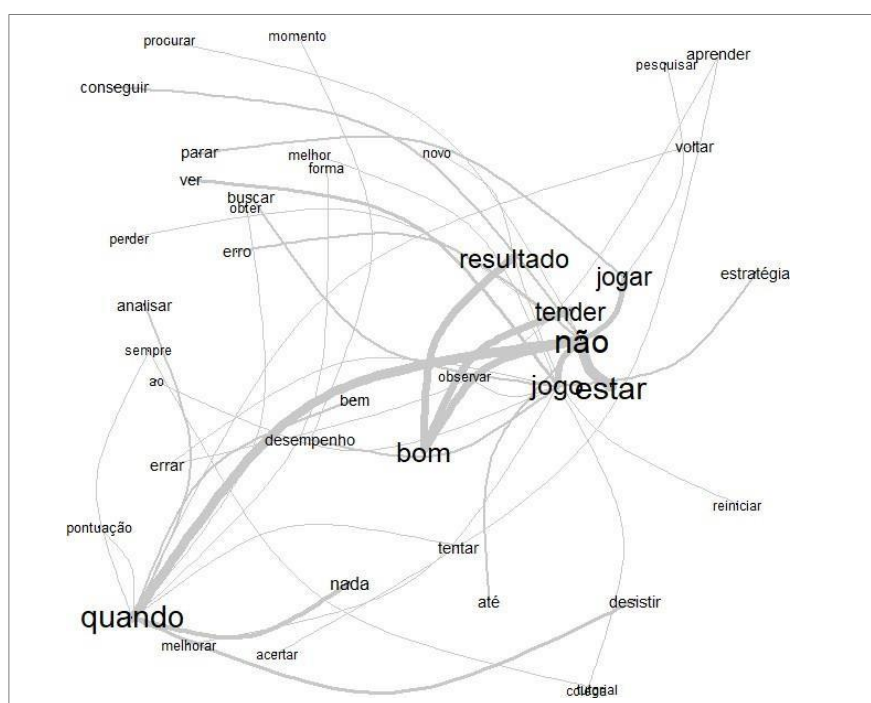 momento
procurar
aprender
pesquisar
conseguir
parar
melhor
novo
voltar
forma
ver
buscar
obter
perder
erro
resultado
jogar
estratégia
analisar
tender
não
sempre
observar
ao
jogo
estar
bem
desempenho
bom
errar
reiniciar
pontuação
tentar
nada
até
desistir
quando
melhorar
acertar
colega
tutorial